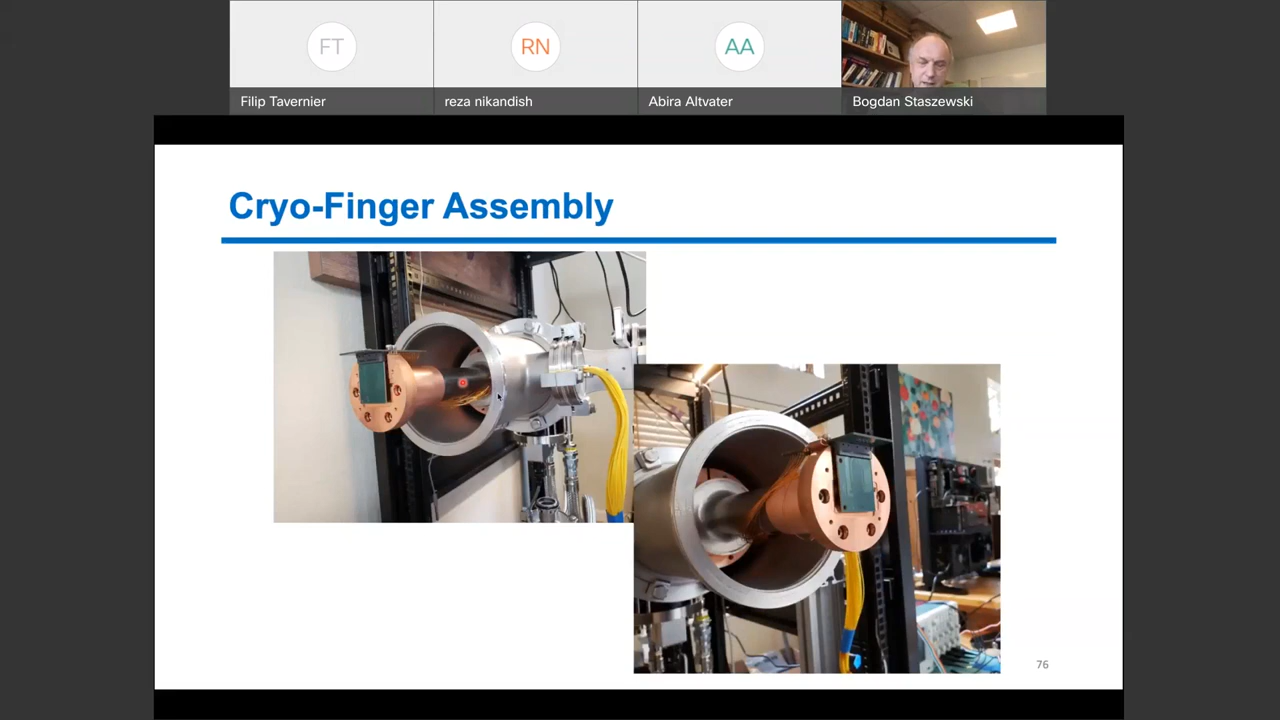 FT
RN
AA
Filip Tavernier
reza nikandish
Abira Altvater
Bogdan Staszewski
Cryo-Finger Assembly
76